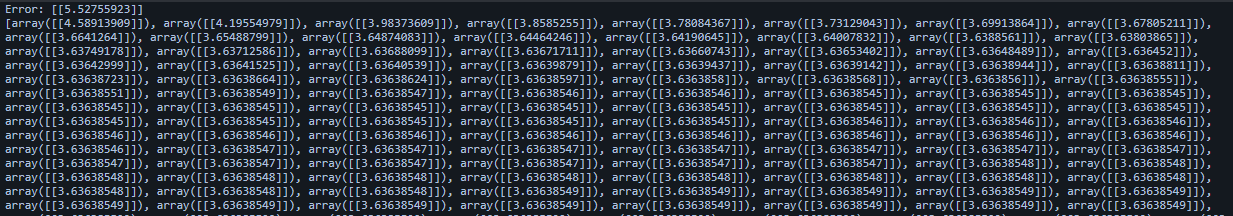 Error: [[5.52755923]]
[array([[4.58913909]]), array([[4.19554979]]), array([[3.98373609]]), array([[3.8585255]]), array([[3.78084367]]), array([[3.73129043]]), array([[3.69913864]]), array([[3.67805211]]),
array([[3.6641264]]), array([[3.65488799]]), array([[3.64874083]]), array([[3.64464246]]), array([[3.64190645]]), array([[3.64007832]]), array([[3.6388561]]), array([[3.63803865]]),
array([[3.63749178]]), array([[3.63712586]]), array([[3.63688099]]), array([[3.63671711]]), array([[3.63660743]]), array([[3.63653402]]), array([[3.63648489]]), array([[3.636452]]),
array([[3.63642999]]), array([[3.63641525]]), array([[3.63640539]]), array([[3.63639879]]), array([[3.63639437]]), array([[3.63639142]]), array([[3.63638944]]), array([[3.63638811]]),
array([[3.63638723]]), array([[3.63638664]]), array([[3.63638624]]), array([[3.63638597]]), array([[3.6363858]]), array([[3.63638568]]), array([[3.6363856]]), array([[3.63638555]]),
array([[3.63638551]]), array([[3.63638549]]), array([[3.63638547]]), array([[3.63638546]]), array([[3.63638546]]), array([[3.63638545]]), array([[3.63638545]]), array([[3.63638545]]),
array([[3.63638545]]), array([[3.63638545]]), array([[3.63638545]]), array([[3.63638545]]), array([[3.63638545]]), array([[3.63638545]]), array([[3.63638545]]), array([[3.63638545]]),
array([[3.63638545]]), array([[3.63638545]]), array([[3.63638545]]), array([[3.63638545]]), array([[3.63638546]]), array([[3.63638546]]), array([[3.63638546]]), array([[3.63638546]]),
array([[3.63638546]]), array([[3.63638546]]), array([[3.63638546]]), array([[3.63638546]]), array([[3.63638546]]), array([[3.63638546]]), array([[3.63638546]]), array([[3.63638546]]),
array([[3.63638546]]), array([[3.63638547]]), array([[3.63638547]]), array([[3.63638547]]), array([[3.63638547]]), array([[3.63638547]]), array([[3.63638547]]), array([[3.63638547]]),
array([[3.63638547]]), array([[3.63638547]]), array([[3.63638547]]), array([[3.63638547]]), array([[3.63638547]]), array([[3.63638547]]), array([[3.63638548]]), array([[3.63638548]]),
array([[3.63638548]]), array([[3.63638548]]), array([[3.63638548]]), array([[3.63638548]]), array([[3.63638548]]), array([[3.63638548]]), array([[3.63638548]]), array([[3.63638548]]),
array([[3.63638548]]), array([[3.63638548]]), array([[3.63638548]]), array([[3.63638549]]), array([[3.63638549]]), array([[3.63638549]]), array([[3.63638549]]), array([[3.63638549]]),
array([[3.63638549]]), array([[3.63638549]]), array([[3.63638549]]), array([[3.63638549]]), array([[3.63638549]]), array([[3.63638549]]), array([[3.63638549]]), array([[3.63638549]]),